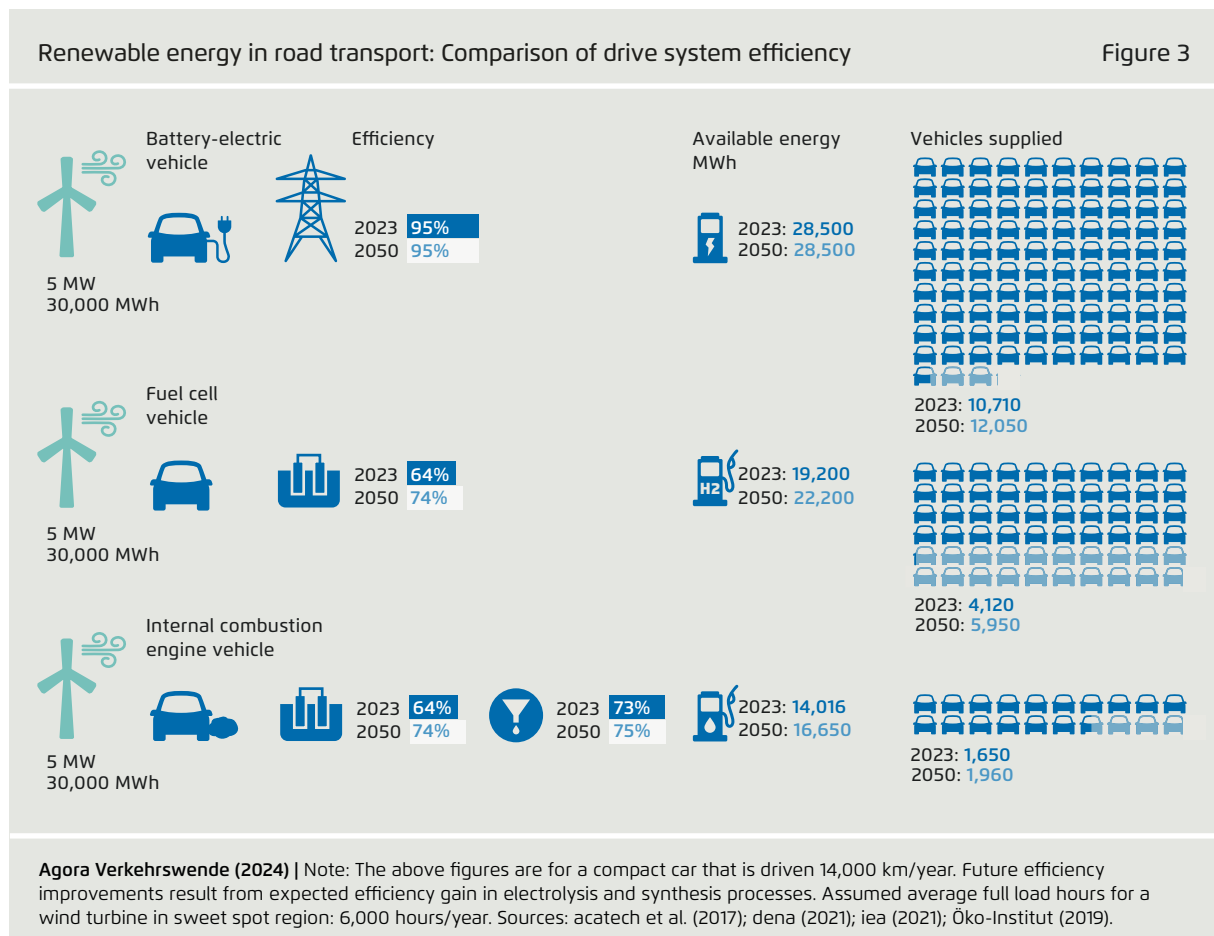 Renewable energy in road transport: Comparison of drive system efficiency
Figure 3
Battery-electric
vehicle
Efficiency
Available energy
MWh
Vehicles supplied
2023 95%
2050 95%
2023: 28,500
2050: 28,500
5 MW
30,000 MWh
2023: 10,710
2050: 12,050
Fuel cell
vehicle
2023 64%
2050 74%
H2
2023: 19,200
2050: 22,200
5 MW
30,000 MWh
2023: 4,120
2050: 5,950
Internal combustion
engine vehicle
2023 64%
2050 74%
2023 73%
2050 75%
2023: 14,016
2050: 16,650
5 MW
30,000 MWh
2023: 1,650
2050: 1,960
Agora Verkehrswende (2024) | Note: The above figures are for a compact car that is driven 14,000 km/year. Future efficiency
improvements result from expected efficiency gain in electrolysis and synthesis processes. Assumed average full load hours for a
wind turbine in sweet spot region: 6,000 hours/year. Sources: acatech et al. (2017); dena (2021); iea (2021); Öko-Institut (2019).